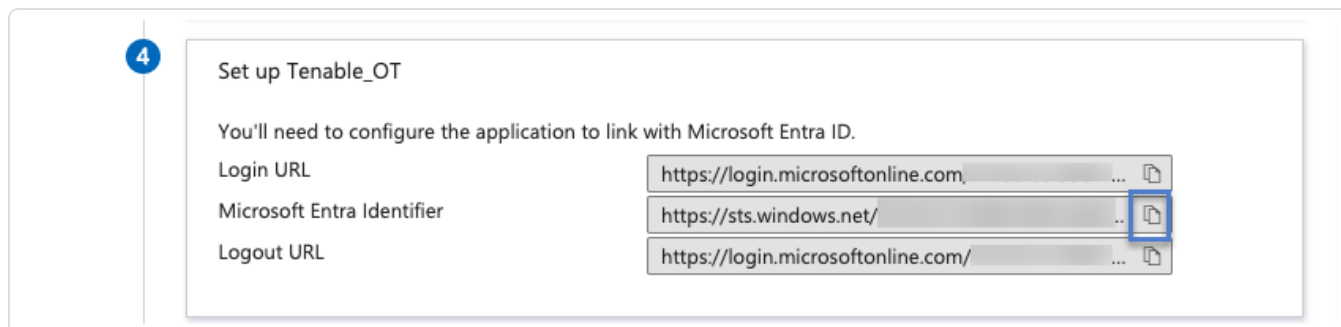 4
Set up Tenable_OT
You'll need to configure the application to link with Microsoft Entra ID.
Login URL
https://login.microsoftonline.com, ...
Microsoft Entra Identifier
https://sts.windows.net/ ..
Logout URL
https://login.microsoftonline.com/ ...